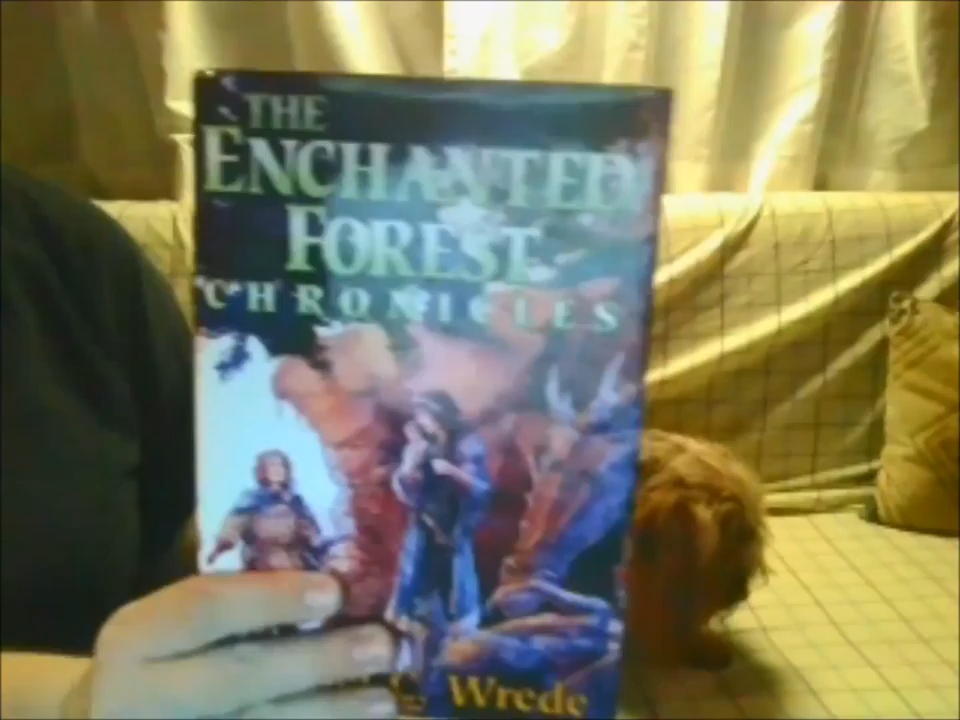 THE
ENCHANTED
FOREST
CHRONICLES
C. Wrede